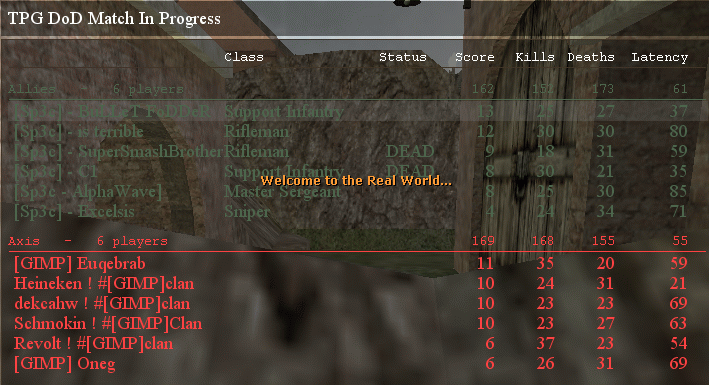 TPG DoD Match In Progress
Class Status Score Kills Deaths Latency
Allies - 6 players 162 153 173 61
[Sp3c] - Support Infantry 13 27 37
[Sp3c] - is terrible Rifleman 12 30 30 80
[Sp3c] - SuperSmashBrother Rifleman DEAD 9 18 31 59
[Sp3c] - C1 Support Infantry DEAD 8 30 21 35
Welcome to the Real World...
[Sp3c - AlphaWave] Master Sergeant 8 25 30 85
[Sp3c] - Excelsis Sniper 4 24 34 71
Axis - 6 players 169 168 155 55
[GIMP] Euqebrab 11 35 20 59
Heineken ! #[GIMP]clan 10 24 31 21
dekcahw ! #[GIMP]clan 10 23 23 69
Schmokin ! #[GIMP]Clan 10 23 27 63
Revolt ! #[GIMP]clan 6 37 23 54
[GIMP] Oneg 6 26 31 69